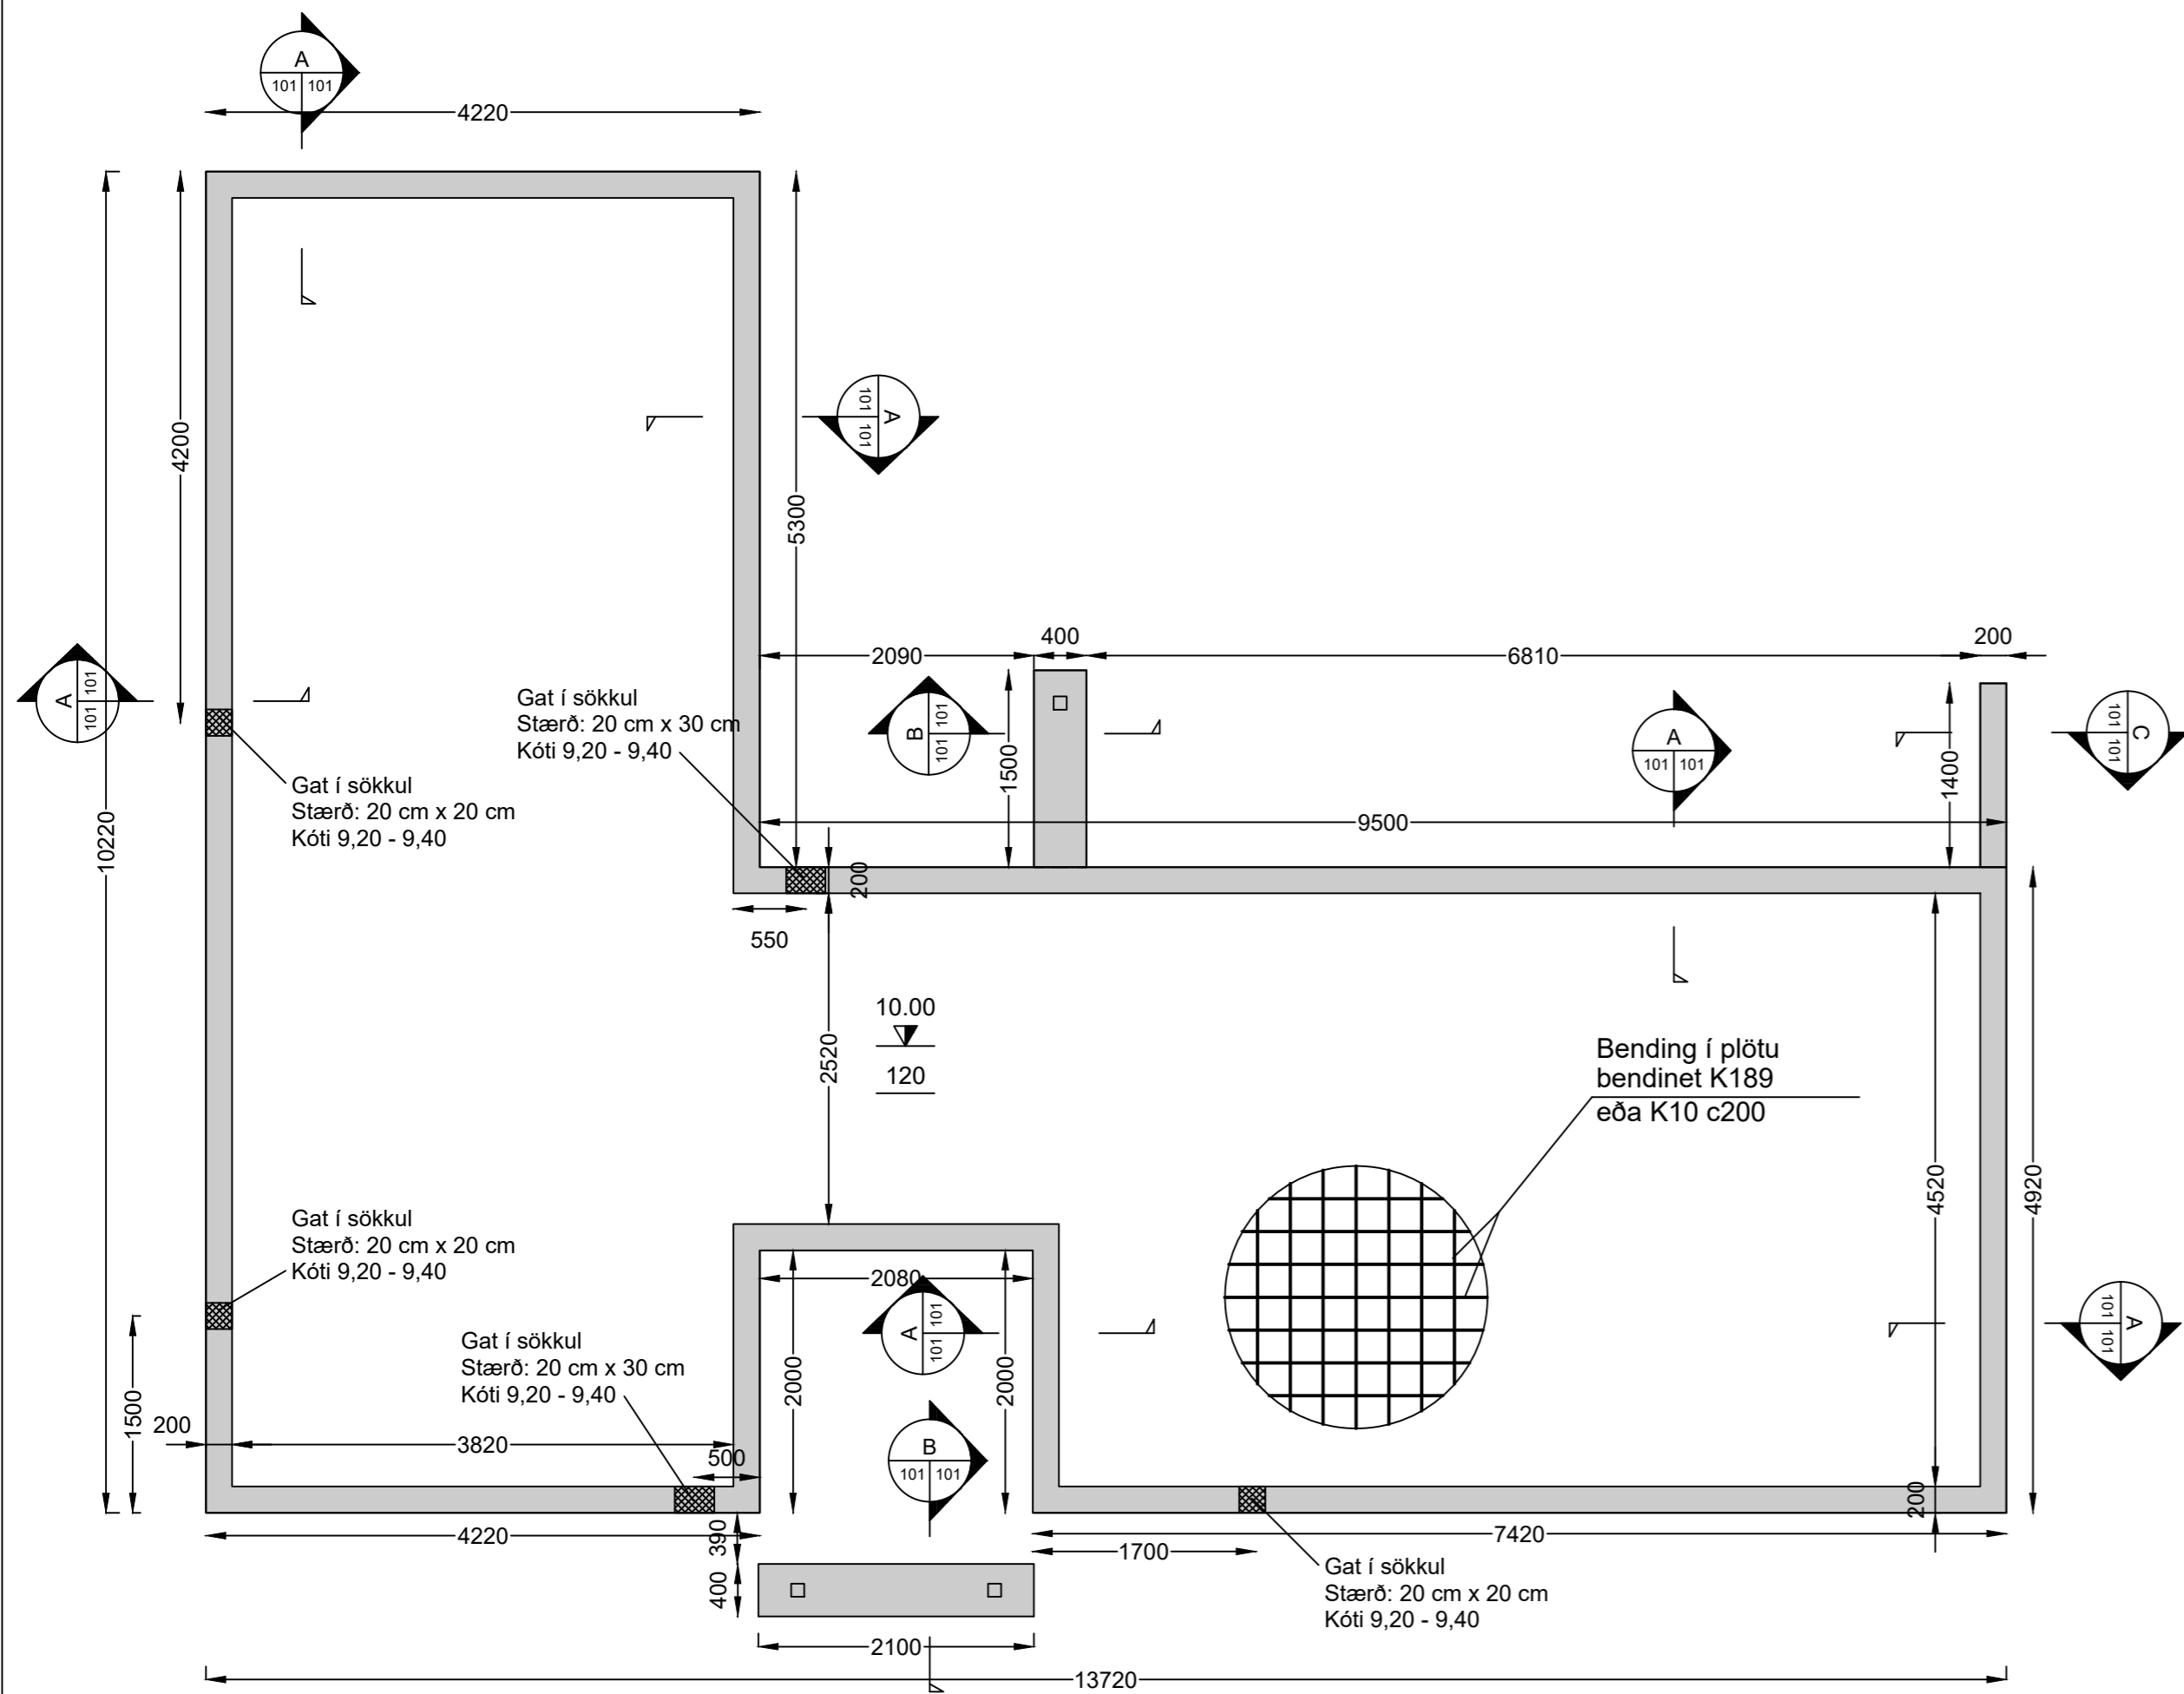 A
101 101
4220
4200
5300
A
101 101
10220
A
101 101
2090
400
6810
200
Gat í sökkul
Stærð: 20 cm x 30 cm
Kóti 9,20 - 9,40
B
101 101
1500
A
101 101
1400
C
101 101
Gat í sökkul
Stærð: 20 cm x 20 cm
Kóti 9,20 - 9,40
9500
200
550
10.00
120
2520
Bending í plötu
bendinet K189
eða K10 c200
4520
4920
Gat í sökkul
Stærð: 20 cm x 20 cm
Kóti 9,20 - 9,40
2080
A
101 101
A
101 101
Gat í sökkul
Stærð: 20 cm x 30 cm
Kóti 9,20 - 9,40
2000
2000
1500
200
3820
500
B
101 101
200
4220
390
7420
1700
Gat í sökkul
Stærð: 20 cm x 20 cm
Kóti 9,20 - 9,40
400
2100
13720